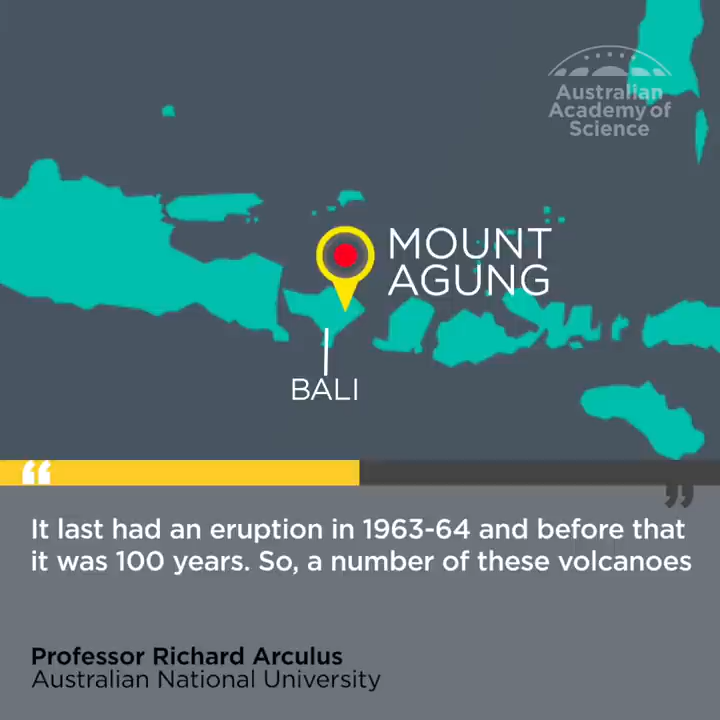 Australian
Academy of
Science
MOUNT
AGUNG
BALI
“
”
It last had an eruption in 1963-64 and before that
it was 100 years. So, a number of these volcanoes
Professor Richard Arculus
Australian National University